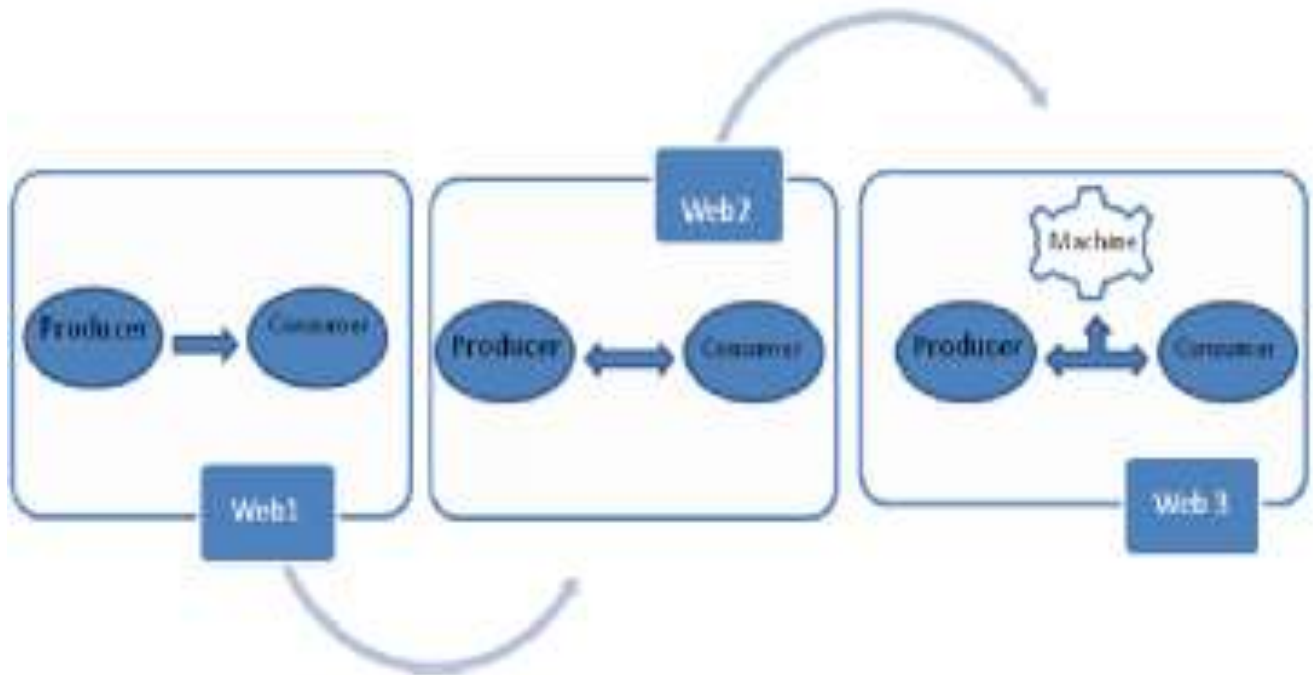 Producer
Consumer
Web1
Web2
Producer
Consumer
Machine
Producer
Consumer
Web 3